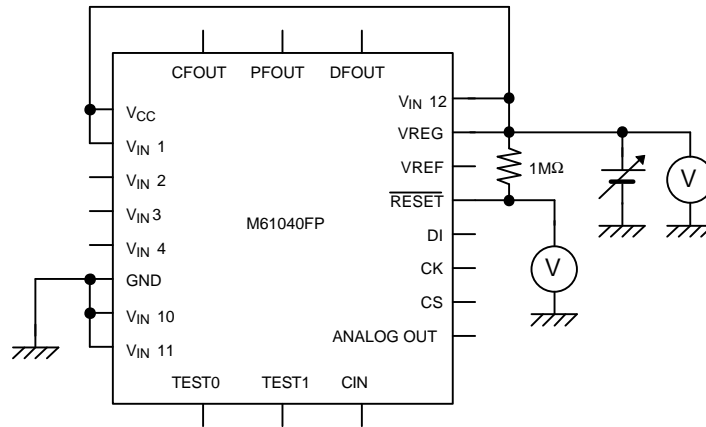 CFOUT PFOUT DFOUT
VCC
VIN 1
VIN 2
VIN 3
VIN 4
GND
VIN 10
VIN 11
M61040FP
VIN 12
VREG
VREF
RESET
DI
CK
CS
ANALOG OUT
1MΩ
V
V
TEST0 TEST1 CIN